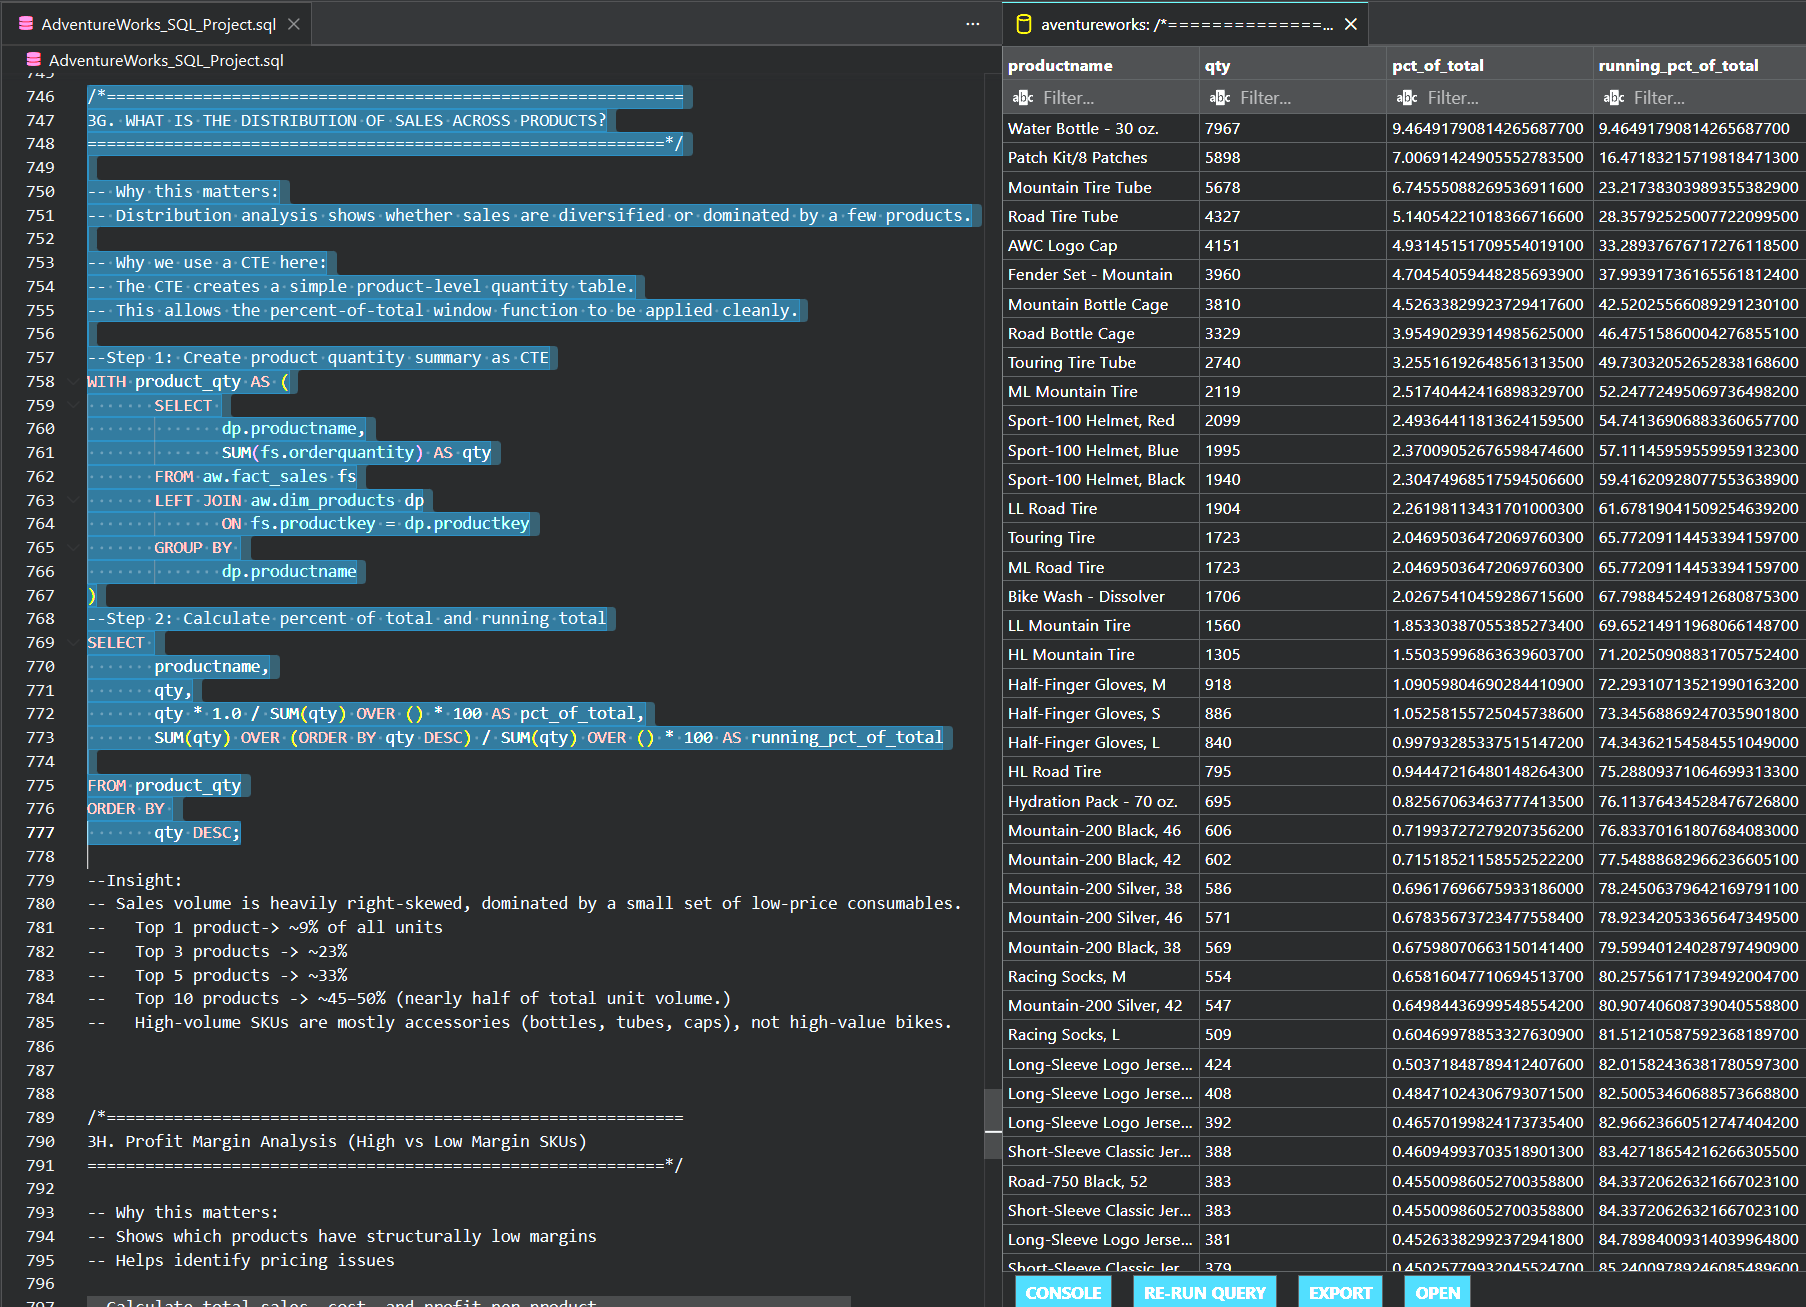 AdventureWorks_SQL_Project.sql
AdventureWorks_SQL_Project.sql
745
746 /*============================================================
747 3G. WHAT IS THE DISTRIBUTION OF SALES ACROSS PRODUCTS?
748 ============================================================*/
749
750 -- Why this matters:
751 -- Distribution analysis shows whether sales are diversified or dominated by a few products.
752
753 -- Why we use a CTE here:
754 -- The CTE creates a simple product-level quantity table.
755 -- This allows the percent-of-total window function to be applied cleanly.
756
757 --Step 1: Create product quantity summary as CTE
758 WITH product_qty AS (
759 SELECT
760 dp.productname,
761 SUM(fs.orderquantity) AS qty
762 FROM aw.fact_sales fs
763 LEFT JOIN aw.dim_products dp
764 ON fs.productkey = dp.productkey
765 GROUP BY
766 dp.productname
767 )
768 --Step 2: Calculate percent of total and running total
769 SELECT
770 productname,
771 qty,
772 qty * 1.0 / SUM(qty) OVER () * 100 AS pct_of_total,
773 SUM(qty) OVER (ORDER BY qty DESC) / SUM(qty) OVER () * 100 AS running_pct_of_total
774
775 FROM product_qty
776 ORDER BY
777 qty DESC;
778
779 --Insight:
780 -- Sales volume is heavily right-skewed, dominated by a small set of low-price consumables.
781 -- Top 1 product-> ~9% of all units
782 -- Top 3 products -> ~23%
783 -- Top 5 products -> ~33%
784 -- Top 10 products -> ~45–50% (nearly half of total unit volume.)
785 -- High-volume SKUs are mostly accessories (bottles, tubes, caps), not high-value bikes.
786
787
788
789 /*============================================================
790 3H. Profit Margin Analysis (High vs Low Margin SKUs)
791 ============================================================*/
792
793 -- Why this matters:
794 -- Shows which products have structurally low margins
795 -- Helps identify pricing issues
796
797 Calculate total sales, cost, and profit per product
aventureworks: /*==============...
productname qty pct_of_total running_pct_of_total
abc Filter... abc Filter... abc Filter... abc Filter...
Water Bottle - 30 oz. 7967 9.46491790814265687700 9.46491790814265687700
Patch Kit/8 Patches 5898 7.00691424905552783500 16.47183215719818471300
Mountain Tire Tube 5678 6.74555088269536911600 23.21738303989355382900
Road Tire Tube 4327 5.14054221018366716600 28.35792525007722099500
AWC Logo Cap 4151 4.93145151709554019100 33.28937676717276118500
Fender Set - Mountain 3960 4.70454059448285693900 37.99391736165561812400
Mountain Bottle Cage 3810 4.52633829923729417600 42.52025566089291230100
Road Bottle Cage 3329 3.95490293914985625000 46.47515860004276855100
Touring Tire Tube 2740 3.25516192648561313500 49.73032052652838168600
ML Mountain Tire 2119 2.51740442416898329700 52.24772495069736498200
Sport-100 Helmet, Red 2099 2.49364411813624159500 54.74136906883360657700
Sport-100 Helmet, Blue 1995 2.37009052676598474600 57.11145959559959132300
Sport-100 Helmet, Black 1940 2.30474968517594506600 59.41620928077553638900
LL Road Tire 1904 2.26198113431701000300 61.67819041509254639200
Touring Tire 1723 2.04695036472069760300 65.77209114453394159700
ML Road Tire 1723 2.04695036472069760300 65.77209114453394159700
Bike Wash - Dissolver 1706 2.02675410459286715600 67.79884524912680875300
LL Mountain Tire 1560 1.85330387055385273400 69.65214911968066148700
HL Mountain Tire 1305 1.55035996863639603700 71.20250908831705752400
Half-Finger Gloves, M 918 1.09059804690284410900 72.29310713521990163200
Half-Finger Gloves, S 886 1.05258155725045738600 73.34568869247035901800
Half-Finger Gloves, L 840 0.99793285337515147200 74.34362154584551049000
HL Road Tire 795 0.94447216480148264300 75.28809371064699313300
Hydration Pack - 70 oz. 695 0.82567063463777413500 76.11376434528476726800
Mountain-200 Black, 46 606 0.71993727279207356200 76.83370161807684083000
Mountain-200 Black, 42 602 0.71518521158552522200 77.54888682966236605100
Mountain-200 Silver, 38 586 0.69617696675933186000 78.24506379642169791100
Mountain-200 Silver, 46 571 0.67835673723477558400 78.92342053365647349500
Mountain-200 Black, 38 569 0.67598070663150141400 79.59940124028797490900
Racing Socks, M 554 0.65816047710694513700 80.25756171739492004700
Mountain-200 Silver, 42 547 0.64984436999548554200 80.90740608739040558800
Racing Socks, L 509 0.60469978853327630900 81.51210587592368189700
Long-Sleeve Logo Jerse... 424 0.50371848789412407600 82.01582436381780597300
Long-Sleeve Logo Jerse... 408 0.48471024306793071500 82.50053460688573668800
Long-Sleeve Logo Jerse... 392 0.46570199824173735400 82.96623660512747404200
Short-Sleeve Classic Jer... 388 0.46094993703518901300 83.42718654216266305500
Road-750 Black, 52 383 0.45500986052700358800 84.33720626321667023100
Short-Sleeve Classic Jer... 383 0.45500986052700358800 84.33720626321667023100
Long-Sleeve Logo Jerse... 381 0.45263382992372941800 84.78984009314039964800
Short-Sleeve Classic Jer... 379 0.45025779932045524700 85.24009789246085489600
CONSOLE RE-RUN QUERY EXPORT OPEN